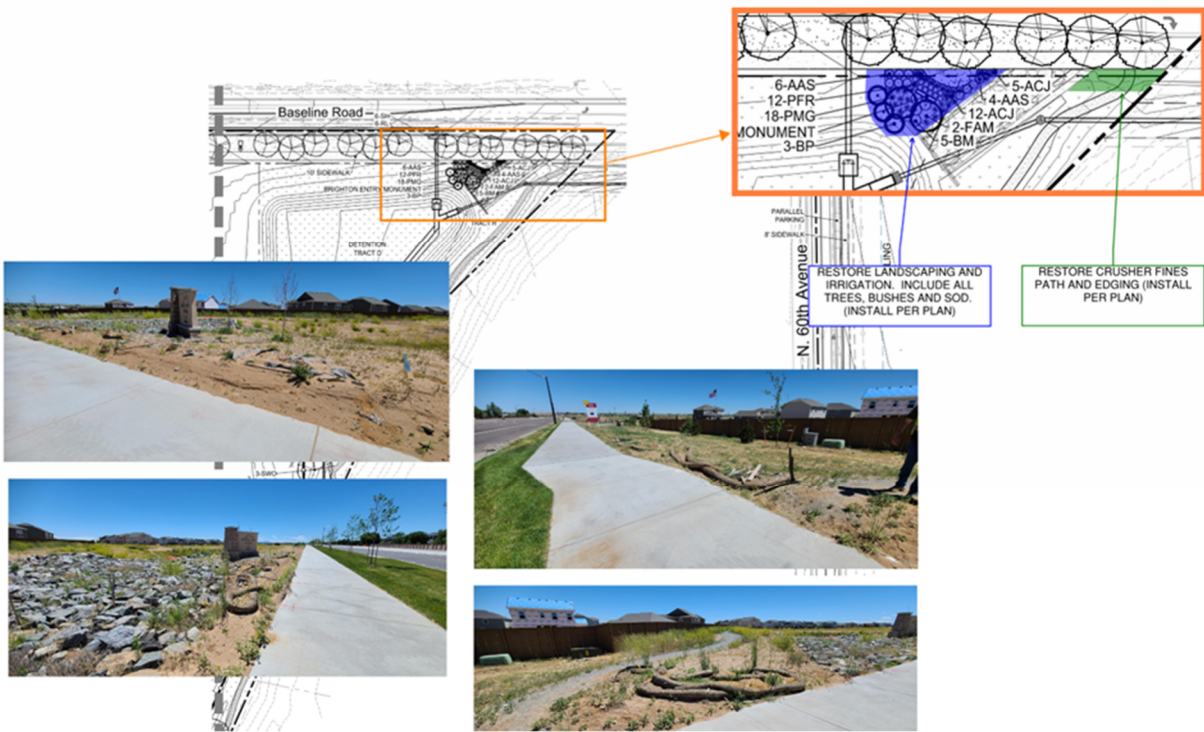 Baseline Road
10' SIDEWALK
6-AAS
12-PFR
18-PMG
BRIGHTON ENTRY MONUMENT
3-BP
DETENTION
TRACT D
6-AAS
12-PFR
18-PMG
MONUMENT
3-BP
5-ACJ
4-AAS
12-ACJ
2-FAM
5-BM
PARALLEL
PARKING
8' SIDEWALK
N. 60th Avenue
RESTORE LANDSCAPING AND
IRRIGATION. INCLUDE ALL
TREES, BUSHES AND SOD.
(INSTALL PER PLAN)
RESTORE CRUSHER FINES
PATH AND EDGING (INSTALL
PER PLAN)
3-SWO